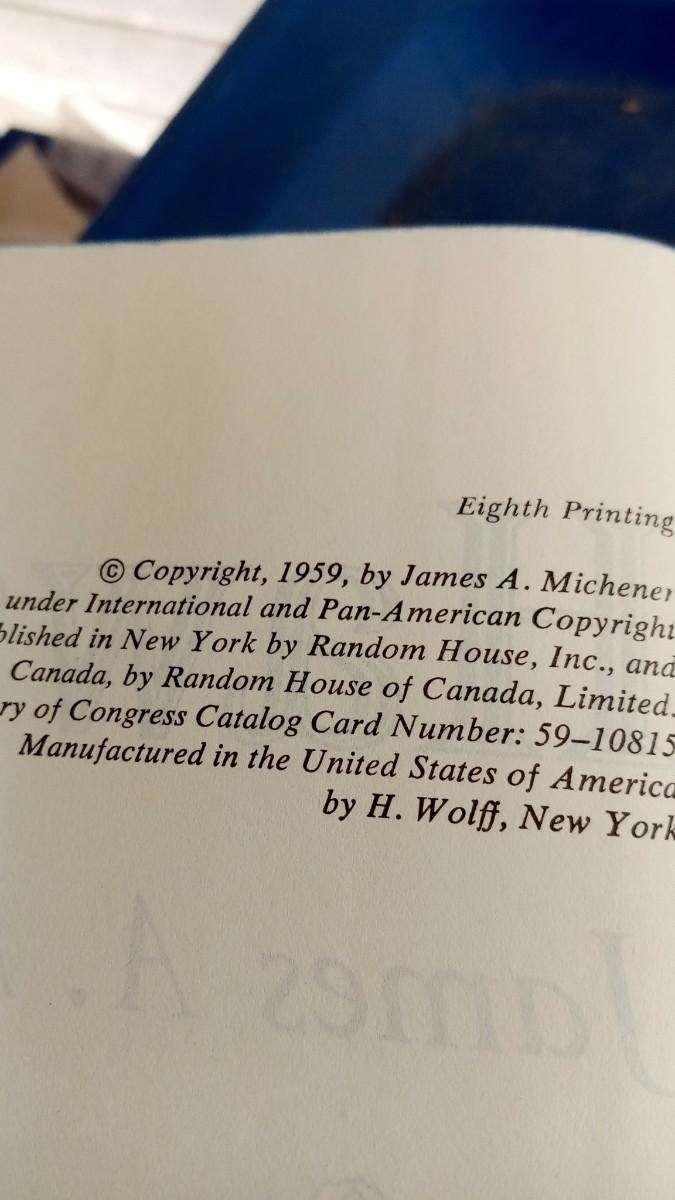 Eighth Printing
© Copyright, 1959, by James A. Michener
under International and Pan-American Copyright
blished in New York by Random House, Inc., and
Canada, by Random House of Canada, Limited.
ry of Congress Catalog Card Number: 59–10815
Manufactured in the United States of America
by H. Wolff, New York
James A.